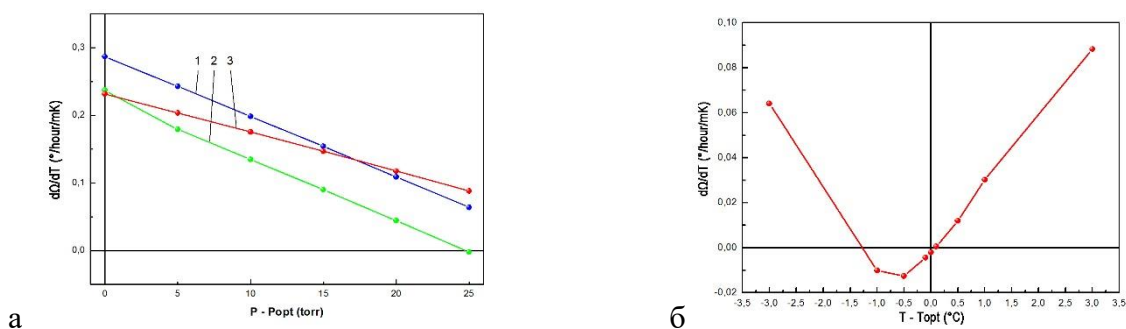 dΩ/dT (°/hour/mK)
0,3
0,2
0,1
0,0
1 2 3
0 5 10 15 20 25
P - Popt (torr)
а
dΩ/dT (°/hour/mK)
0,10
0,08
0,06
0,04
0,02
0,00
-0,02
-3,5 -3,0 -2,5 -2,0 -1,5 -1,0 -0,5 0,0 0,5 1,0 1,5 2,0 2,5 3,0 3,5
T - Topt (°C)
б